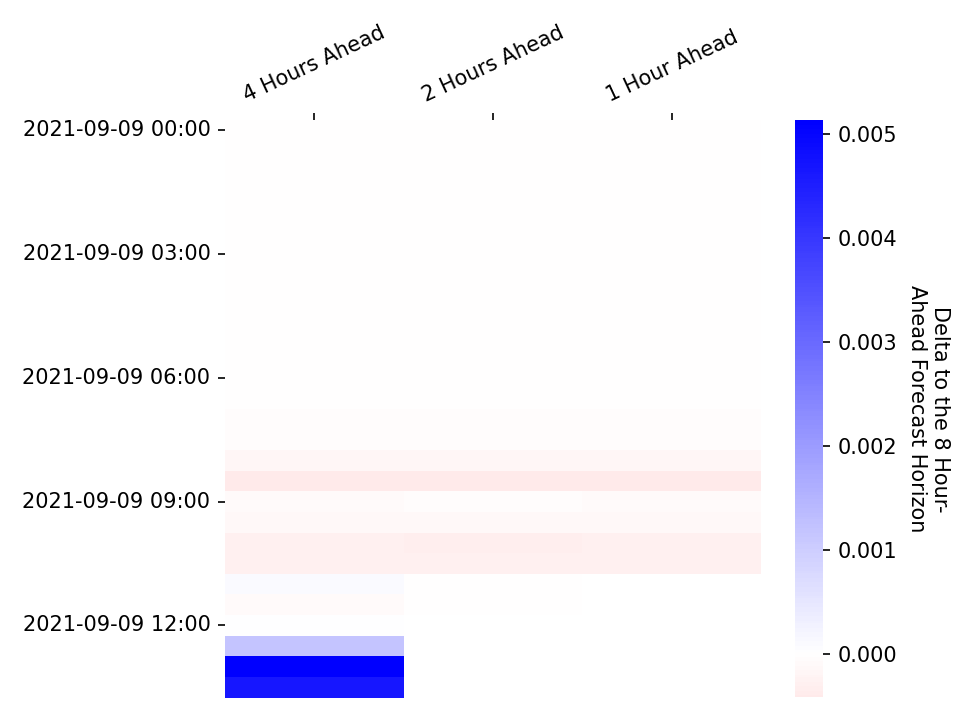 4 Hours Ahead
2 Hours Ahead
1 Hour Ahead
2021-09-09 00:00
2021-09-09 03:00
2021-09-09 06:00
2021-09-09 09:00
2021-09-09 12:00
0.005
0.004
0.003
0.002
0.001
0.000
Delta to the 8 Hour-
Ahead Forecast Horizon